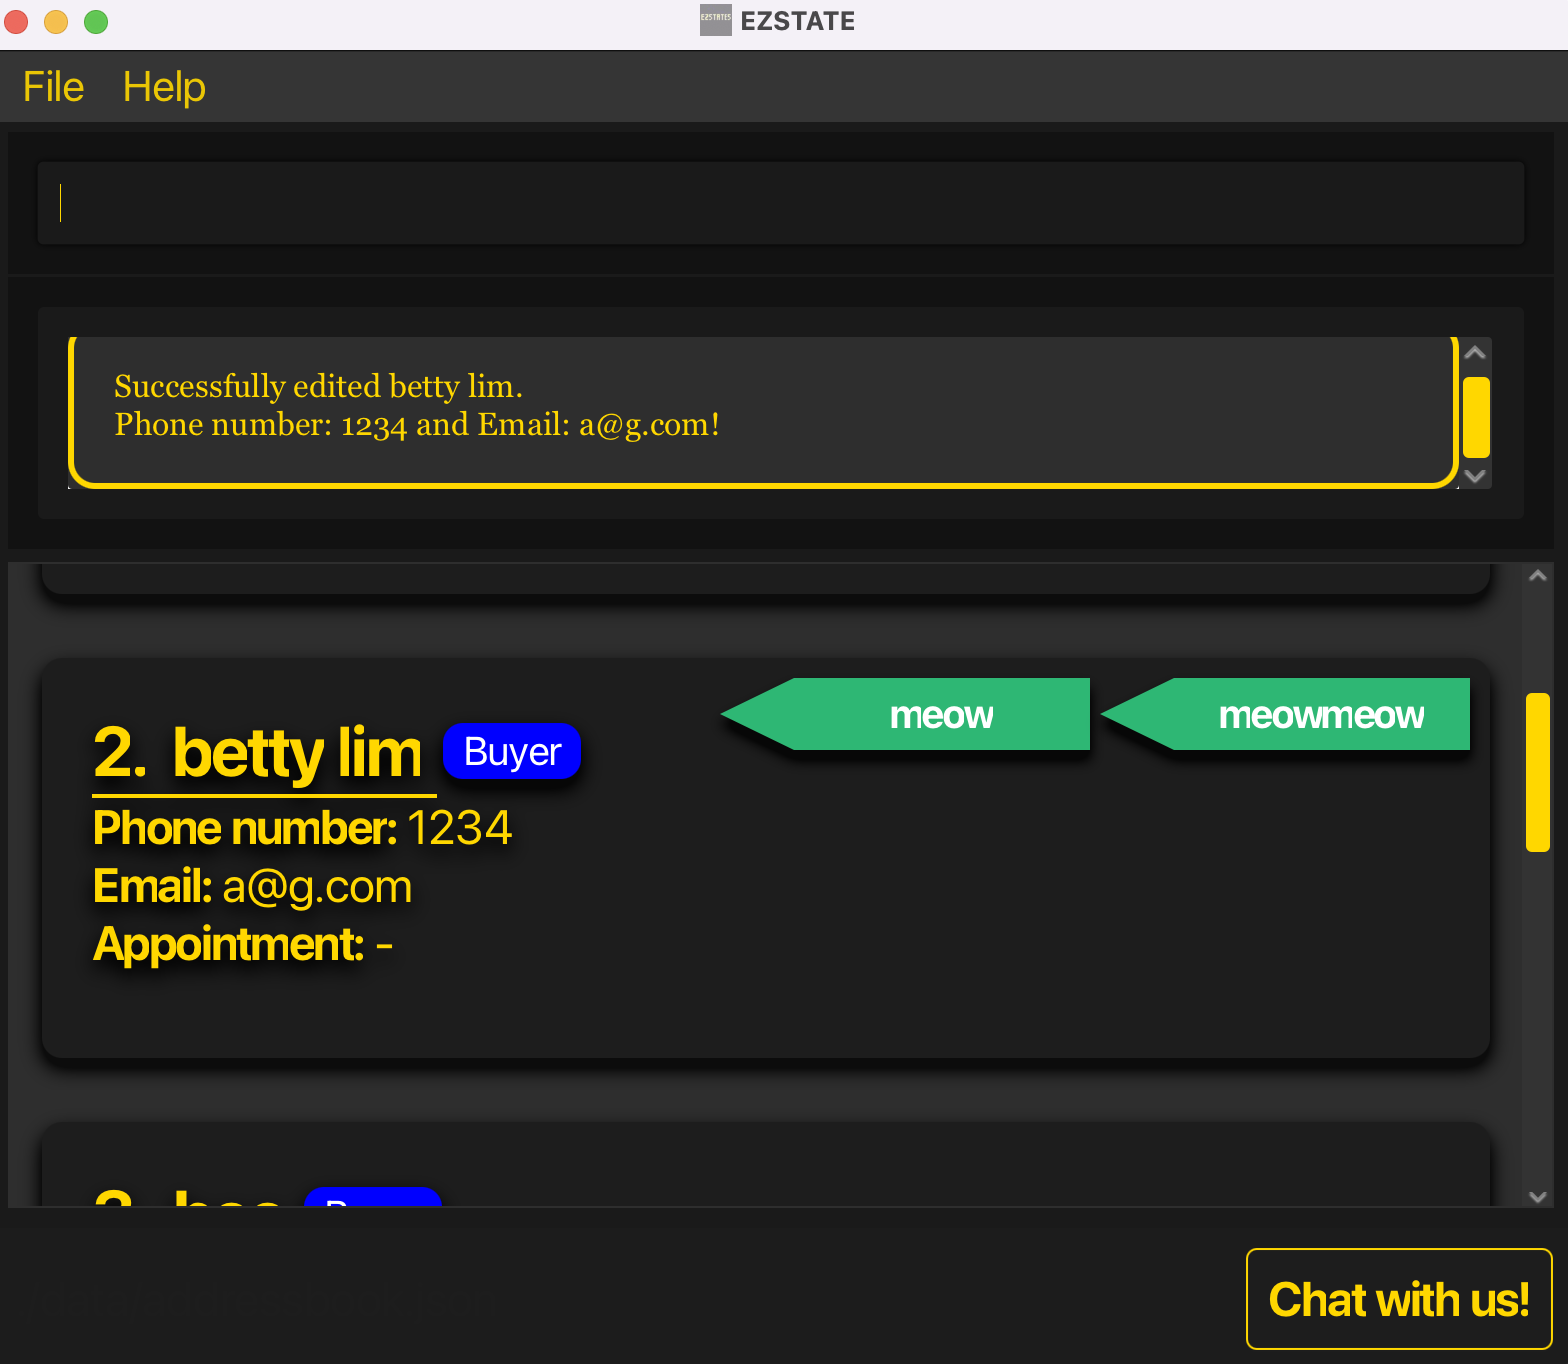 EZSTATES
EZSTATE
File Help
Successfully edited betty lim.
Phone number: 1234 and Email: a@g.com!
meow
meowmeow
2. betty lim Buyer
Phone number: 1234
Email: a@g.com
Appointment: -
Chat with us!